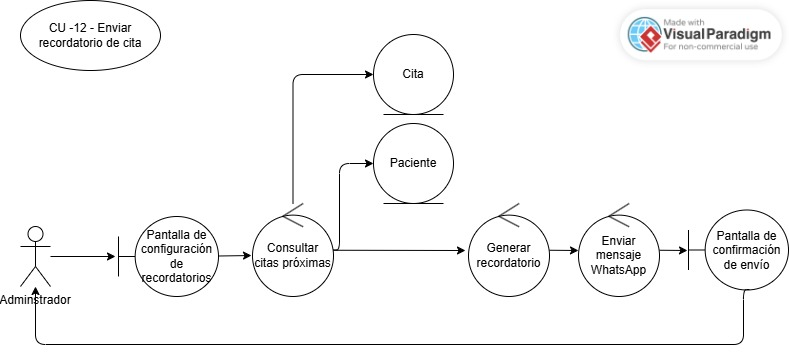 CU -12 - Enviar
recordatorio de cita
Made with
Visual Paradigm
For non-commercial use
Cita
Paciente
Pantalla de
configuración
de
recordatorios
Consultar
citas próximas
Generar
recordatorio
Enviar
mensaje
WhatsApp
Pantalla de
confirmación
de envío
Adminstrador